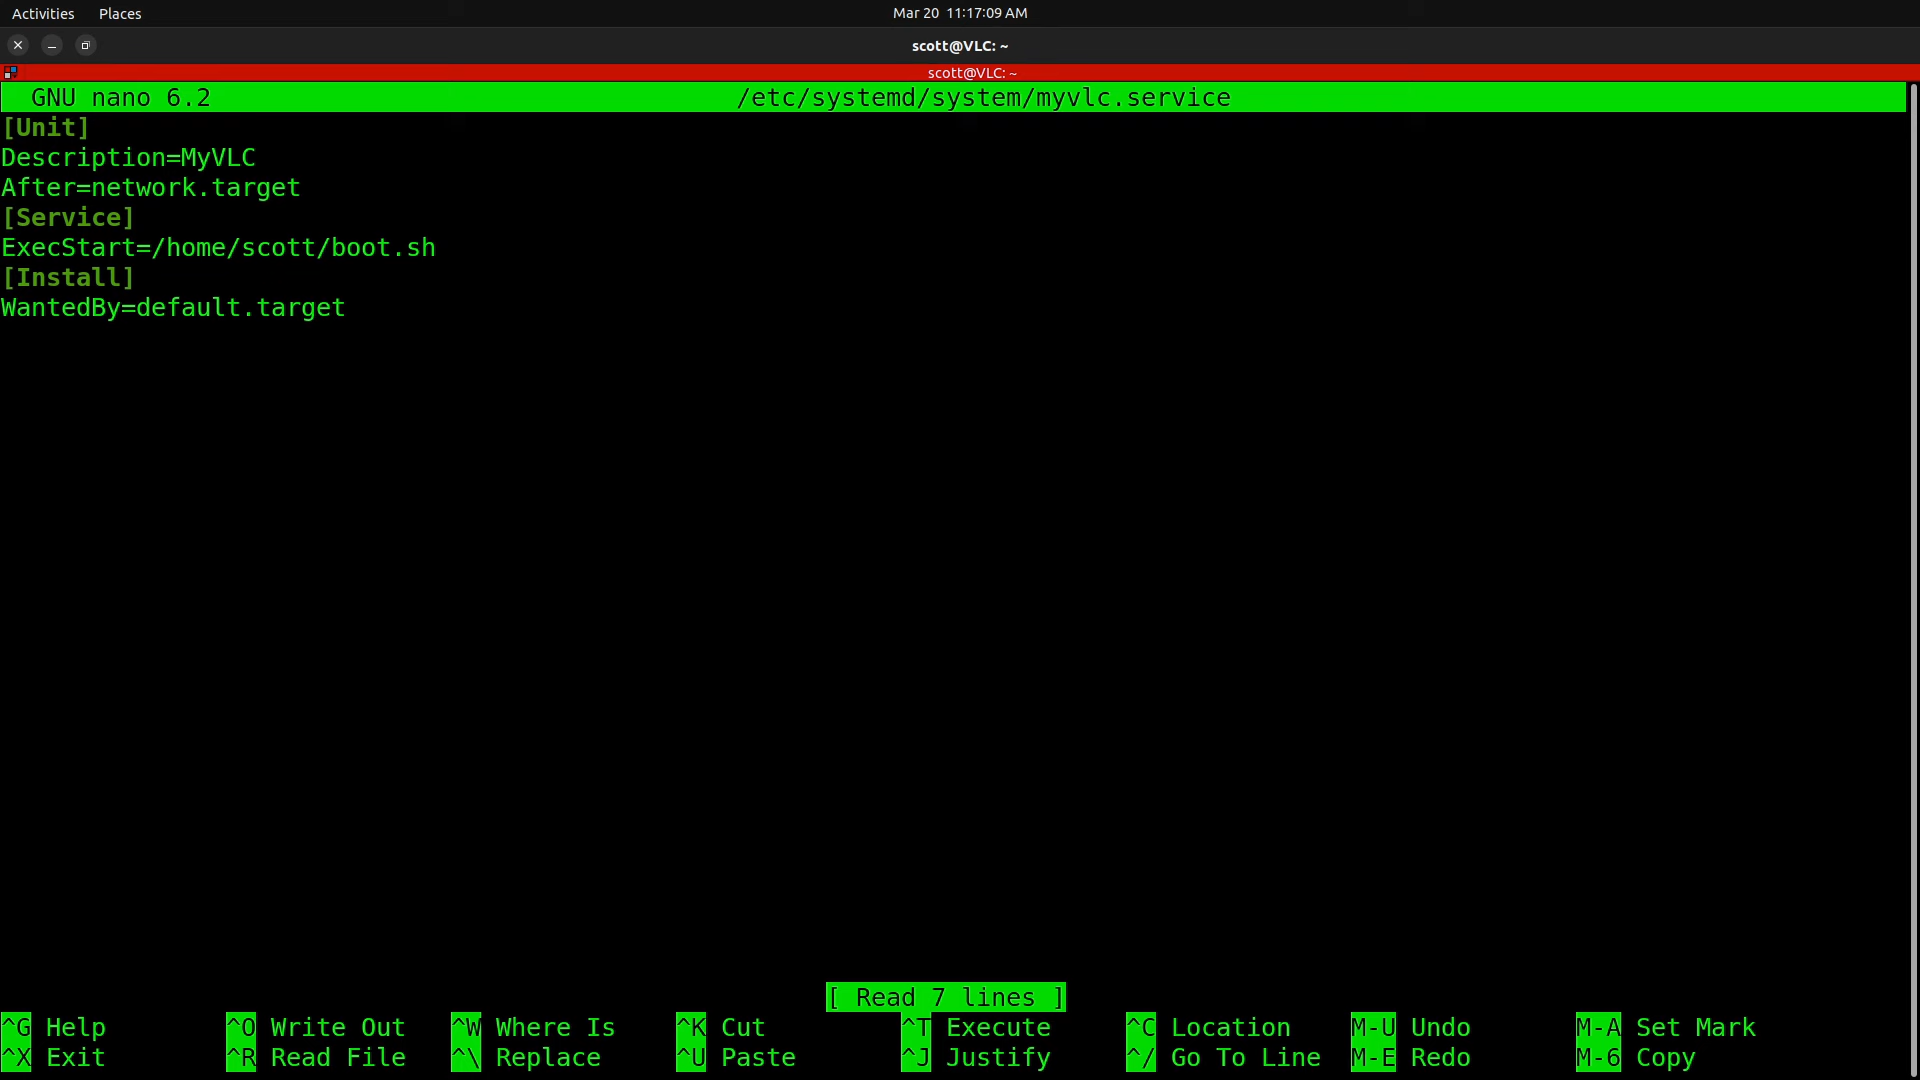 Activities Places Mar 20 11:17:09 AM
scott@VLC: ~
scott@VLC: ~
GNU nano 6.2 /etc/systemd/system/myvlc.service
[Unit]
Description=MyVLC
After=network.target
[Service]
ExecStart=/home/scott/boot.sh
[Install]
WantedBy=default.target
[ Read 7 lines ]
^G Help ^O Write Out ^W Where Is ^K Cut ^T Execute ^C Location M-U Undo M-A Set Mark
^X Exit ^R Read File ^\ Replace ^U Paste ^J Justify ^/ Go To Line M-E Redo M-6 Copy